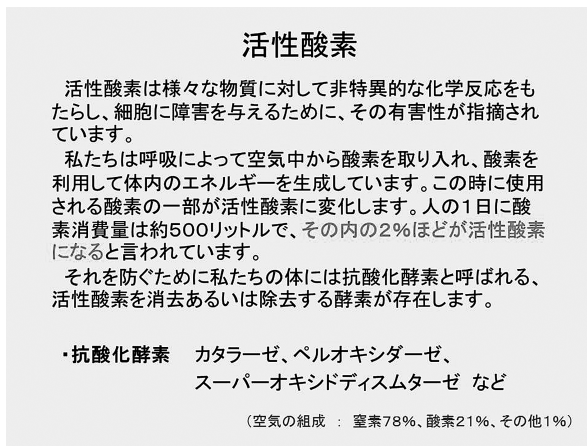 活性酸素
活性酸素は様々な物質に対して非特異的な化学反応をも
たらし、細胞に障害を与えるために、その有害性が指摘され
ています。
私たちは呼吸によって空気中から酸素を取り入れ、酸素を
利用して体内のエネルギーを生成しています。この時に使用
される酸素の一部が活性酸素に変化します。人の1日に酸
素消費量は約500リットルで、その内の2%ほどが活性酸素
になると言われています。
それを防ぐために私たちの体には抗酸化酵素と呼ばれる、
活性酸素を消去あるいは除去する酵素が存在します。
・抗酸化酵素 カタラーゼ、ペルオキシダーゼ、
スーパーオキシドディスムターゼ など
(空気の組成 : 窒素78%、酸素21%、その他1%)